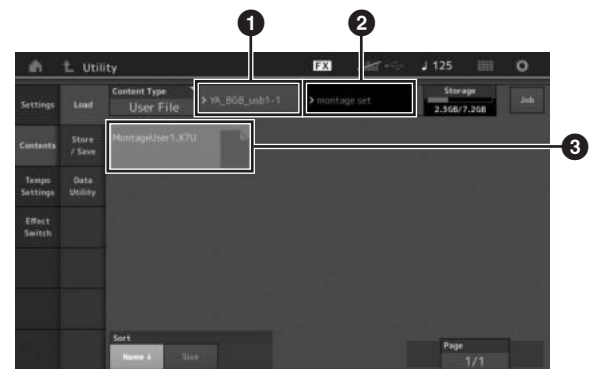 1
2
Utility
FX
♩ 125
Settings
Load
Content Type
User File
> YA_8GB_usb1-1
> montage set
Storage
2.3GB/7.2GB
Job
Contents
Store
/ Save
MontageUser1.X7U
3
Tempo
Settings
Data
Utility
Effect
Switch
Sort
Name ↓
Size
Page
1/1